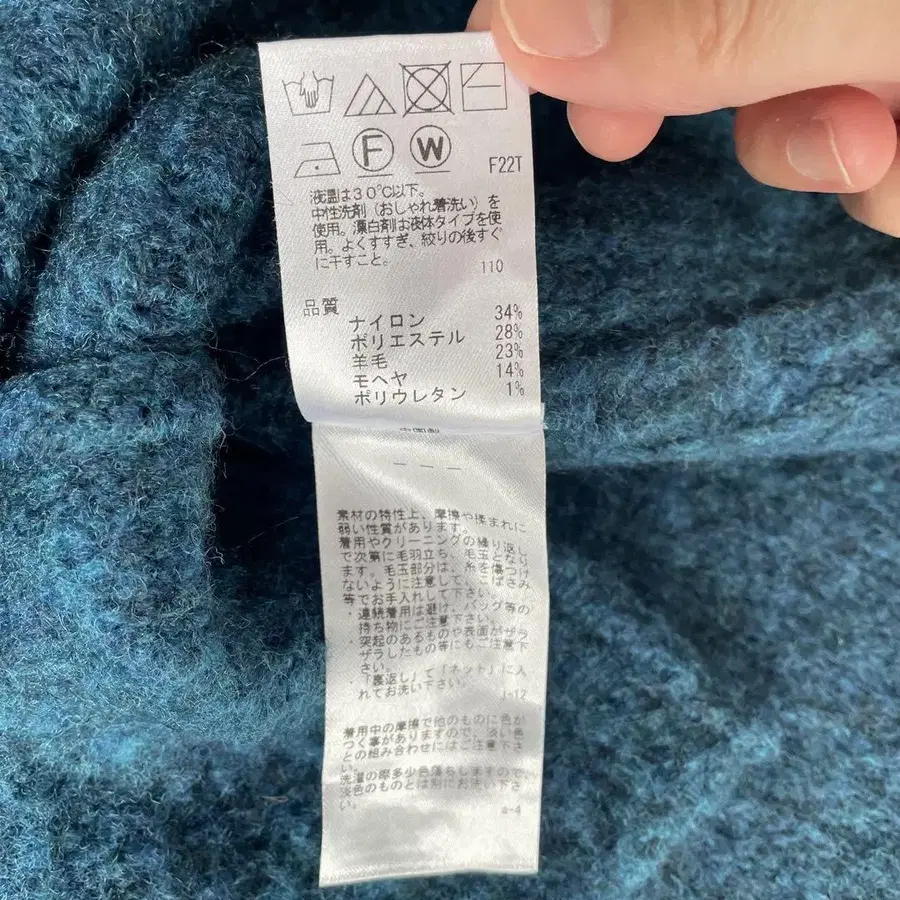 F W F22T
液温は30℃以下。
中性洗剤（おしゃれ着洗い）を
使用。漂白剤は液体タイプを使
用。よくすすぎ、絞りの後すぐ
に干すこと。
110
品質
ナイロン 34%
ポリエステル 28%
羊毛 23%
モヘヤ 14%
ポリウレタン 1%
---
素材の特性上、摩擦や揉まれに
弱い性質があります。
着用やクリーニングの繰り返し
で次第に毛羽立ち、毛玉となり
ます。毛玉部分は、糸を傷つけ
ないように注意して、こばさみ
等でお手入れして下さい。
・連続着用は避け、バッグ等の
持ち物にご注意下さい。
・突起のあるものや表面がザラ
ザラしたもの等にもご注意下
さい。
・「裏返し」て「ネット」に入
れてお洗い下さい。
J-12
着用中の摩擦で他のものに色が
つく事がありますので、淡い色
との組み合わせにはご注意下さ
い。
洗濯の際多少色落ちしますので、
淡色のものとは別にお洗い下さ
い。
a-4